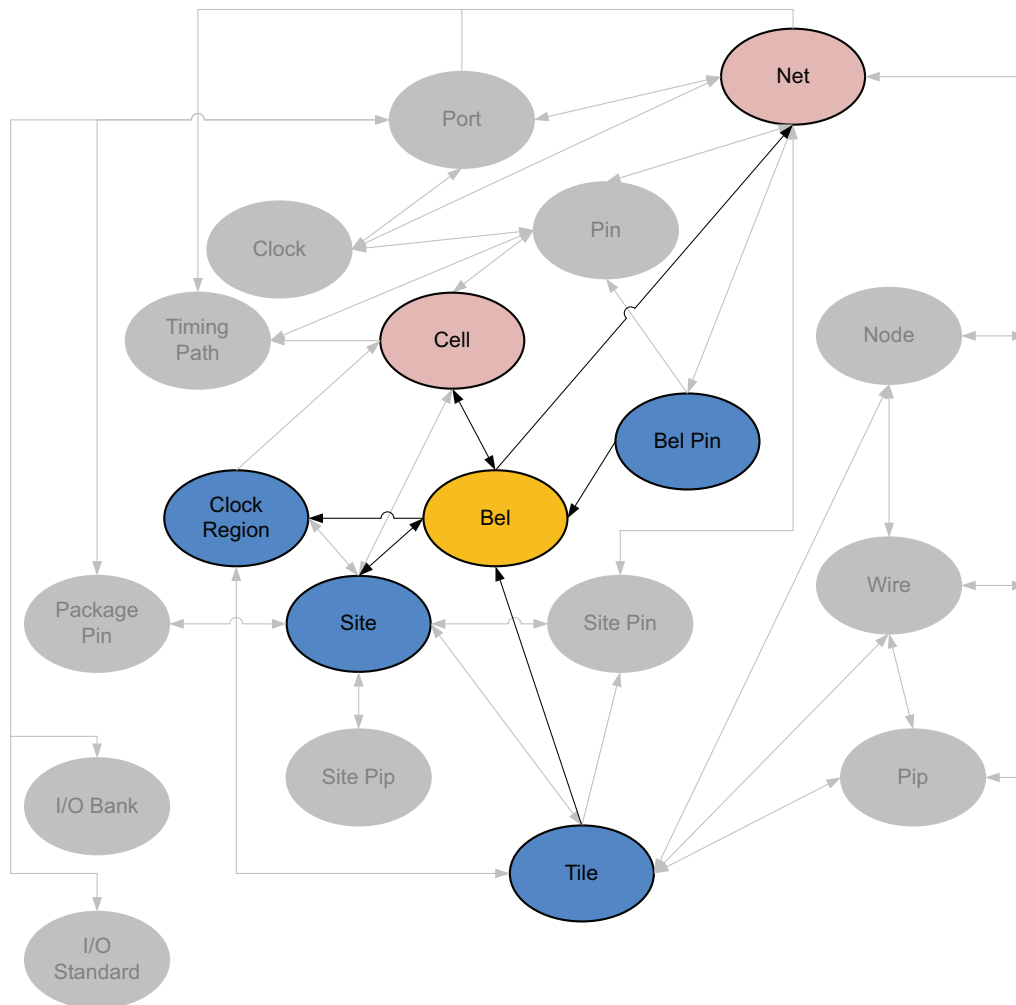 Net
Port
Pin
Clock
Timing
Path
Cell
Node
Bel Pin
Clock
Region
Bel
Package
Pin
Site
Site Pin
Wire
Site Pip
I/O Bank
Pip
Tile
I/O
Standard